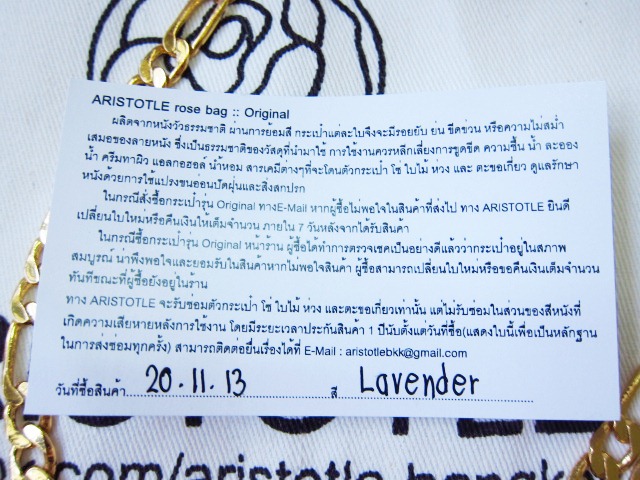 ARISTOTLE rose bag :: Original
ผลิตจากหนังวัวธรรมชาติ ผ่านการย้อมสี กระเป๋าแต่ละใบจึงจะมีรอยยับ ย่น ขีดข่วน หรือความไม่สม่ำ
เสมอของลายหนัง ซึ่งเป็นธรรมชาติของวัสดุที่นำมาใช้ การใช้งานควรหลีกเลี่ยงการขูดขีด ความชื้น น้ำ ละออง
น้ำ ครีมทาผิว แอลกอฮอล์ น้ำหอม สารเคมีต่างๆที่จะโดนตัวกระเป๋า โซ่ ใบไม้ ห่วง และ ตะขอเกี่ยว ดูแลรักษา
หนังด้วยการใช้แปรงขนอ่อนปัดฝุ่นและสิ่งสกปรก
ในกรณีสั่งซื้อกระเป๋ารุ่น Original ทางE-Mail หากผู้ซื้อไม่พอใจในสินค้าที่ส่งไป ทาง ARISTOTLE ยินดี
เปลี่ยนใบใหม่หรือคืนเงินให้เต็มจำนวน ภายใน 7 วันหลังจากได้รับสินค้า
ในกรณีซื้อกระเป๋ารุ่น Original หน้าร้าน ผู้ซื้อได้ทำการตรวจเชคเป็นอย่างดีแล้วว่ากระเป๋าอยู่ในสภาพ
สมบูรณ์ น่าพึงพอใจและยอมรับในสินค้าหากไม่พอใจสินค้า ผู้ซื้อสามารถเปลี่ยนใบใหม่หรือขอคืนเงินเต็มจำนวน
ทันทีขณะที่ผู้ซื้อยังอยู่ในร้าน
ทาง ARISTOTLE จะรับซ่อมตัวกระเป๋า โซ่ ใบไม้ ห่วง และตะขอเกี่ยวเท่านั้น แต่ไม่รับซ่อมในส่วนของสีหนังที่
เกิดความเสียหายหลังการใช้งาน โดยมีระยะเวลาประกันสินค้า 1 ปีนับตั้งแต่วันที่ซื้อ(แสดงใบนี้เพื่อเป็นหลักฐาน
ในการส่งซ่อมทุกครั้ง) สามารถติดต่อยื่นเรื่องได้ที่ E-Mail : aristotlebkk@gmail.com
วันที่ซื้อสินค้า 20.11.13 สี Lavender
.com/aristotle.bangk